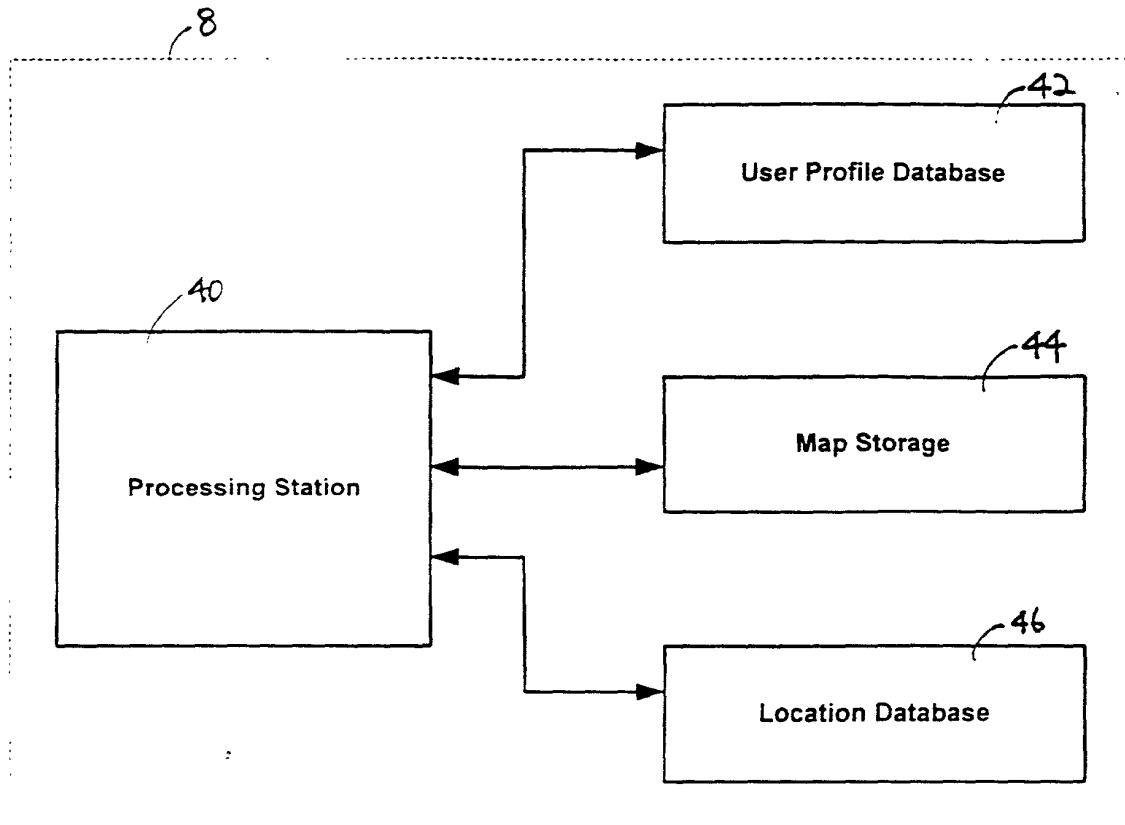 8
42
User Profile Database
40
44
Map Storage
Processing Station
46
Location Database